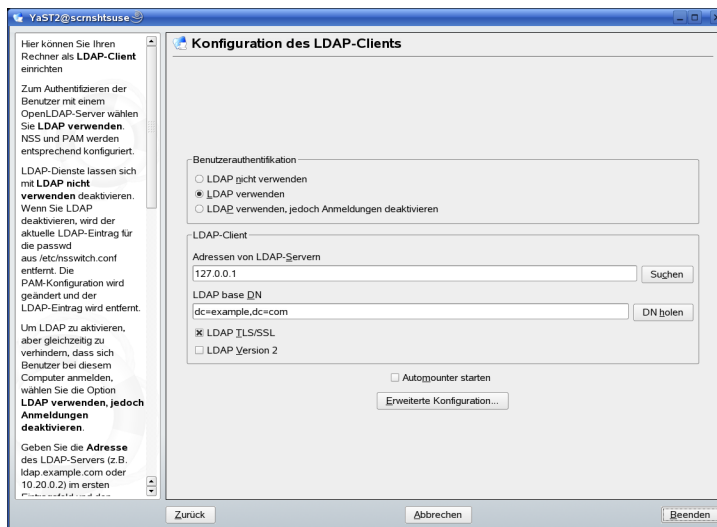 YaST2@scrnshtsuse
Hier können Sie Ihren
Rechner als LDAP-Client
einrichten
Zum Authentifizieren der
Benutzer mit einem
OpenLDAP-Server wählen
Sie LDAP verwenden.
NSS und PAM werden
entsprechend konfiguriert.
LDAP-Dienste lassen sich
mit LDAP nicht
verwenden deaktivieren.
Wenn Sie LDAP
deaktivieren, wird der
aktuelle LDAP-Eintrag für
die passwd
aus /etc/nsswitch.conf
entfernt. Die
PAM-Konfiguration wird
geändert und der
LDAP-Eintrag wird entfernt.
Um LDAP zu aktivieren,
aber gleichzeitig zu
verhindern, dass sich
Benutzer bei diesem
Computer anmelden,
wählen Sie die Option
LDAP verwenden, jedoch
Anmeldungen
deaktivieren.
Geben Sie die Adresse
des LDAP-Servers (z.B.
ldap.example.com oder
10.20.0.2) im ersten
Konfiguration des LDAP-Clients
Benutzerauthentifikation
LDAP nicht verwenden
LDAP verwenden
LDAP verwenden, jedoch Anmeldungen deaktivieren
LDAP-Client
Adressen von LDAP-Servern
127.0.0.1 Suchen
LDAP base DN
dc=example,dc=com DN holen
LDAP TLS/SSL
LDAP Version 2
Automounter starten
Erweiterte Konfiguration...
Zurück Abbrechen Beenden